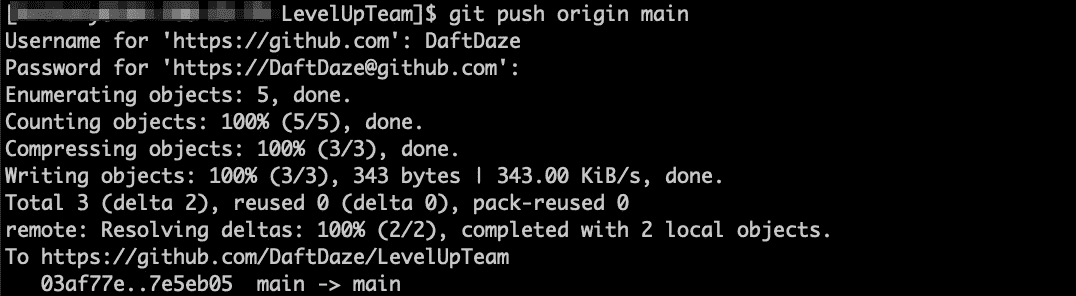 [ LevelUpTeam]$ git push origin main
Username for 'https://github.com': DaftDaze
Password for 'https://DaftDaze@github.com':
Enumerating objects: 5, done.
Counting objects: 100% (5/5), done.
Compressing objects: 100% (3/3), done.
Writing objects: 100% (3/3), 343 bytes | 343.00 KiB/s, done.
Total 3 (delta 2), reused 0 (delta 0), pack-reused 0
remote: Resolving deltas: 100% (2/2), completed with 2 local objects.
To https://github.com/DaftDaze/LevelUpTeam
   03af77e..7e5eb05  main -> main